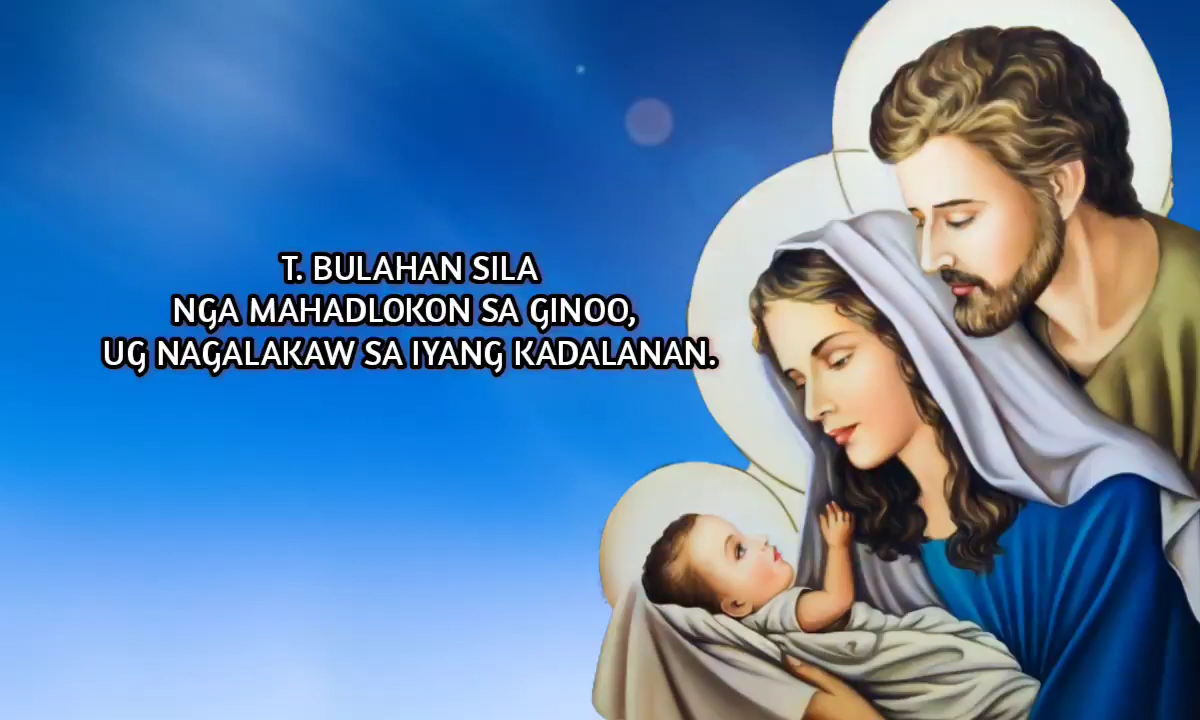 T. BULAHAN SILA
NGA MAHADLOKON SA GINOO,
UG NAGALAKAW SA IYANG KADALANAN.